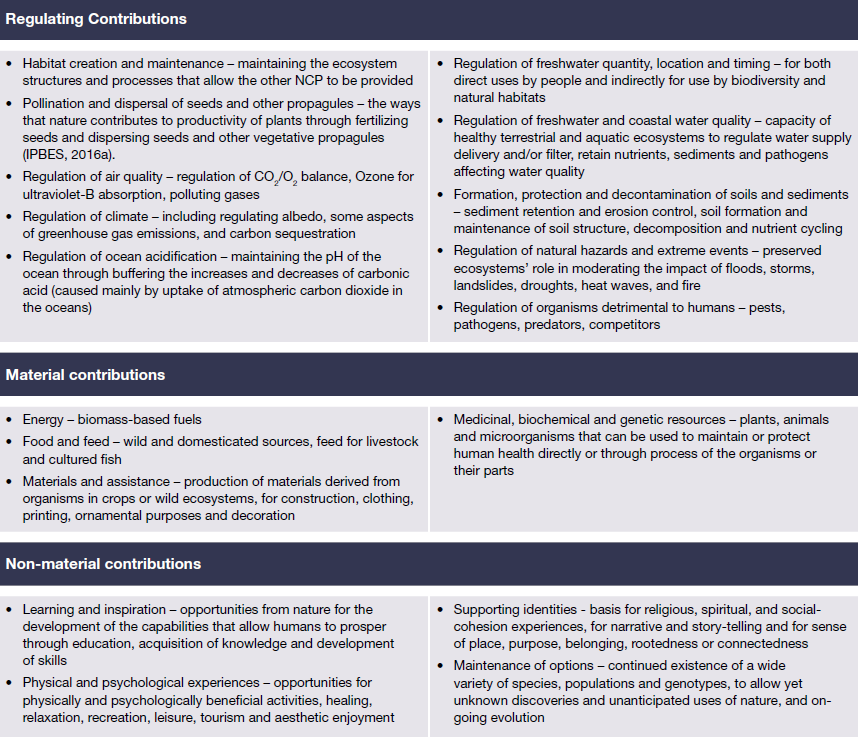 Regulating Contributions
• Habitat creation and maintenance – maintaining the ecosystem
structures and processes that allow the other NCP to be provided
• Pollination and dispersal of seeds and other propagules – the ways
that nature contributes to productivity of plants through fertilizing
seeds and dispersing seeds and other vegetative propagules
(IPBES, 2016a).
• Regulation of air quality – regulation of CO2/O2 balance, Ozone for
ultraviolet-B absorption, polluting gases
• Regulation of climate – including regulating albedo, some aspects
of greenhouse gas emissions, and carbon sequestration
• Regulation of ocean acidification – maintaining the pH of the
ocean through buffering the increases and decreases of carbonic
acid (caused mainly by uptake of atmospheric carbon dioxide in
the oceans)
• Regulation of freshwater quantity, location and timing – for both
direct uses by people and indirectly for use by biodiversity and
natural habitats
• Regulation of freshwater and coastal water quality – capacity of
healthy terrestrial and aquatic ecosystems to regulate water supply
delivery and/or filter, retain nutrients, sediments and pathogens
affecting water quality
• Formation, protection and decontamination of soils and sediments
– sediment retention and erosion control, soil formation and
maintenance of soil structure, decomposition and nutrient cycling
• Regulation of natural hazards and extreme events – preserved
ecosystems' role in moderating the impact of floods, storms,
landslides, droughts, heat waves, and fire
• Regulation of organisms detrimental to humans – pests,
pathogens, predators, competitors
Material contributions
• Energy – biomass-based fuels
• Food and feed – wild and domesticated sources, feed for livestock
and cultured fish
• Materials and assistance – production of materials derived from
organisms in crops or wild ecosystems, for construction, clothing,
printing, ornamental purposes and decoration
• Medicinal, biochemical and genetic resources – plants, animals
and microorganisms that can be used to maintain or protect
human health directly or through process of the organisms or
their parts
Non-material contributions
• Learning and inspiration – opportunities from nature for the
development of the capabilities that allow humans to prosper
through education, acquisition of knowledge and development
of skills
• Physical and psychological experiences – opportunities for
physically and psychologically beneficial activities, healing,
relaxation, recreation, leisure, tourism and aesthetic enjoyment
• Supporting identities - basis for religious, spiritual, and social-
cohesion experiences, for narrative and story-telling and for sense
of place, purpose, belonging, rootedness or connectedness
• Maintenance of options – continued existence of a wide
variety of species, populations and genotypes, to allow yet
unknown discoveries and unanticipated uses of nature, and on-
going evolution